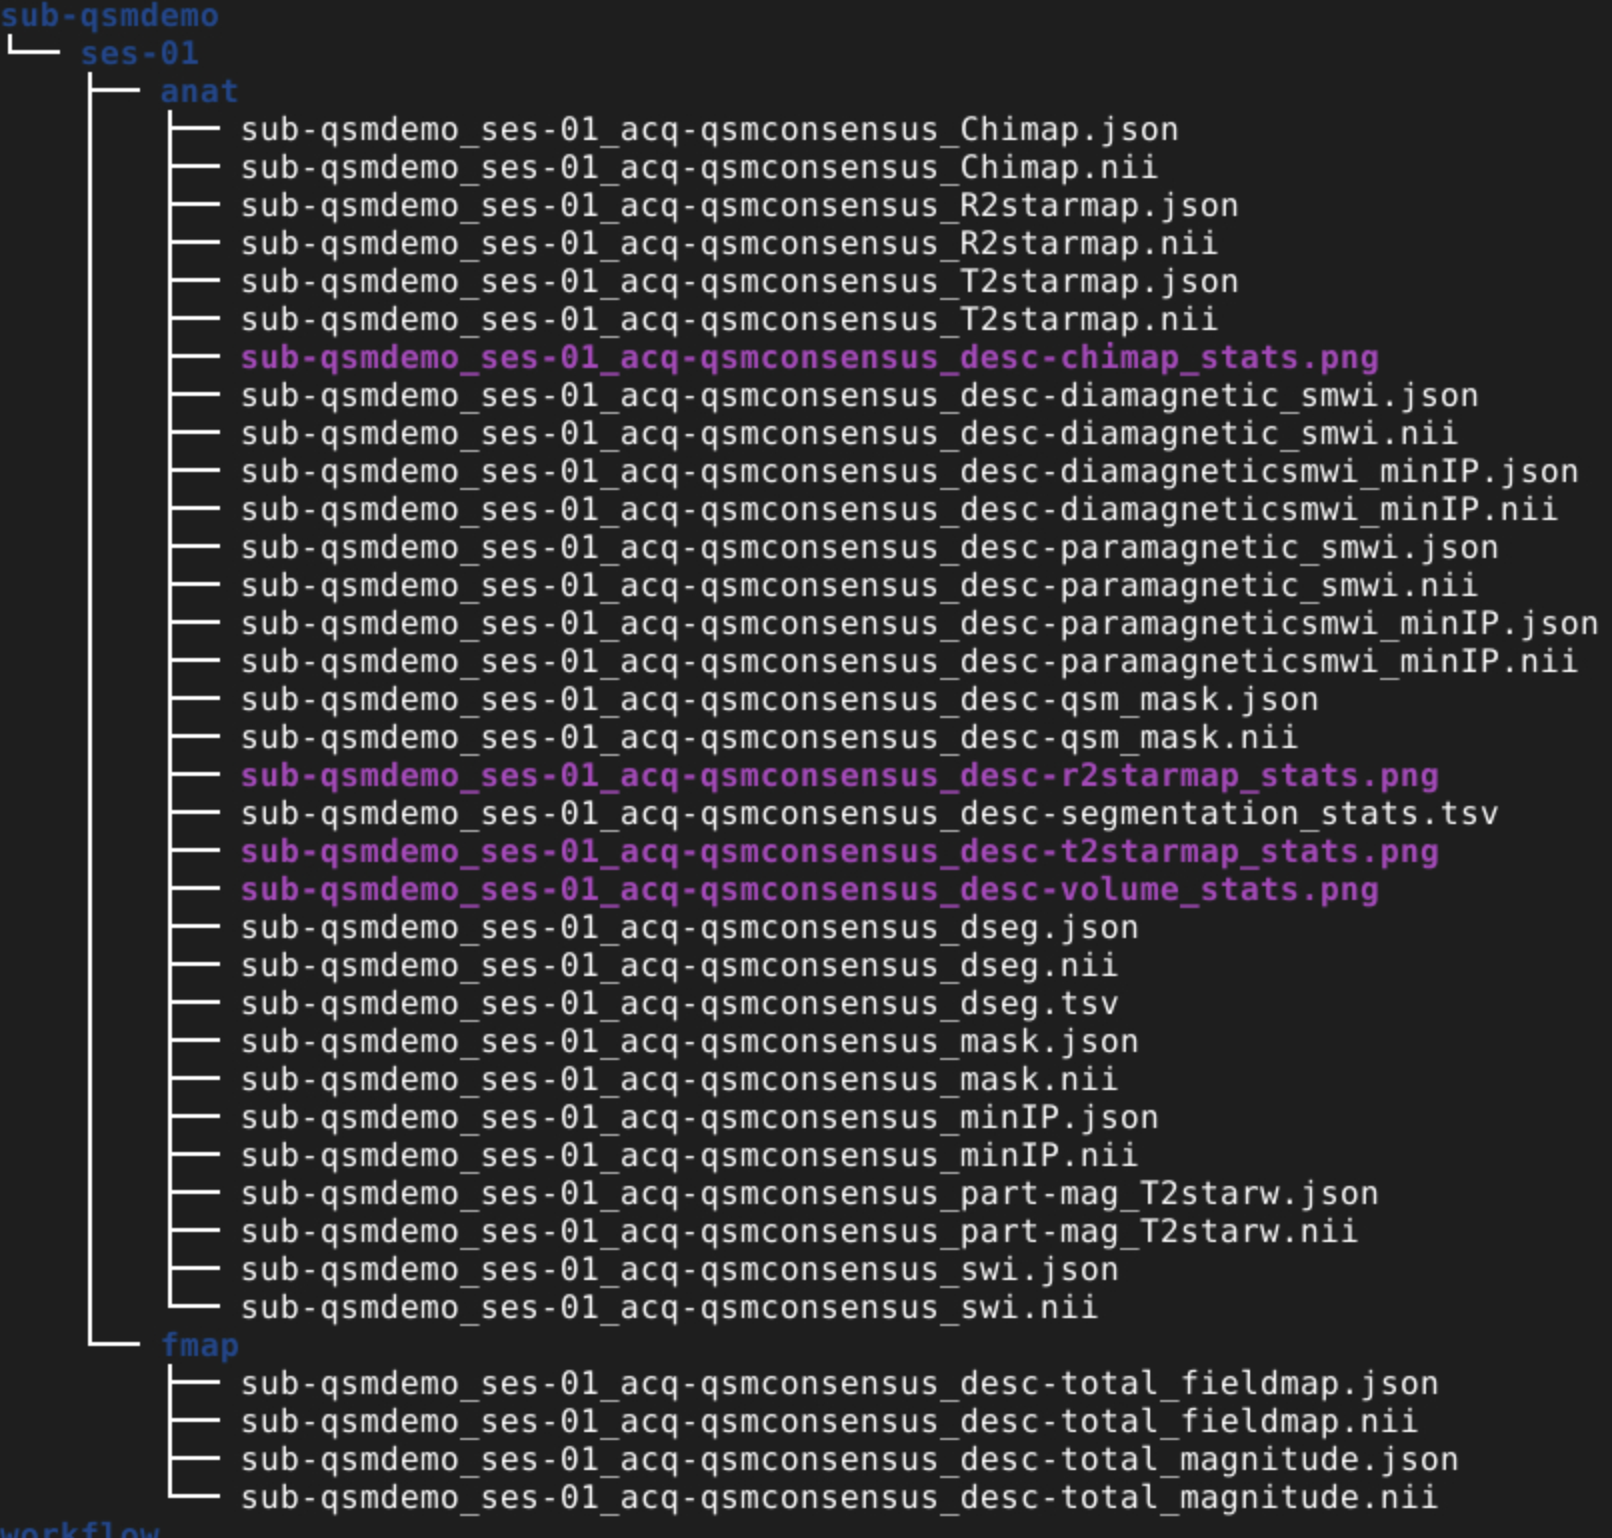 sub-qsmdemo
ses-01
anat
sub-qsmdemo_ses-01_acq-qsmconsensus_Chimap.json
sub-qsmdemo_ses-01_acq-qsmconsensus_Chimap.nii
sub-qsmdemo_ses-01_acq-qsmconsensus_R2starmap.json
sub-qsmdemo_ses-01_acq-qsmconsensus_R2starmap.nii
sub-qsmdemo_ses-01_acq-qsmconsensus_T2starmap.json
sub-qsmdemo_ses-01_acq-qsmconsensus_T2starmap.nii
sub-qsmdemo_ses-01_acq-qsmconsensus_desc-chimap_stats.png
sub-qsmdemo_ses-01_acq-qsmconsensus_desc-diamagnetic_smwi.json
sub-qsmdemo_ses-01_acq-qsmconsensus_desc-diamagnetic_smwi.nii
sub-qsmdemo_ses-01_acq-qsmconsensus_desc-diamagneticsmwi_minIP.json
sub-qsmdemo_ses-01_acq-qsmconsensus_desc-diamagneticsmwi_minIP.nii
sub-qsmdemo_ses-01_acq-qsmconsensus_desc-paramagnetic_smwi.json
sub-qsmdemo_ses-01_acq-qsmconsensus_desc-paramagnetic_smwi.nii
sub-qsmdemo_ses-01_acq-qsmconsensus_desc-paramagneticsmwi_minIP.json
sub-qsmdemo_ses-01_acq-qsmconsensus_desc-paramagneticsmwi_minIP.nii
sub-qsmdemo_ses-01_acq-qsmconsensus_desc-qsm_mask.json
sub-qsmdemo_ses-01_acq-qsmconsensus_desc-qsm_mask.nii
sub-qsmdemo_ses-01_acq-qsmconsensus_desc-r2starmap_stats.png
sub-qsmdemo_ses-01_acq-qsmconsensus_desc-segmentation_stats.tsv
sub-qsmdemo_ses-01_acq-qsmconsensus_desc-t2starmap_stats.png
sub-qsmdemo_ses-01_acq-qsmconsensus_desc-volume_stats.png
sub-qsmdemo_ses-01_acq-qsmconsensus_dseg.json
sub-qsmdemo_ses-01_acq-qsmconsensus_dseg.nii
sub-qsmdemo_ses-01_acq-qsmconsensus_dseg.tsv
sub-qsmdemo_ses-01_acq-qsmconsensus_mask.json
sub-qsmdemo_ses-01_acq-qsmconsensus_mask.nii
sub-qsmdemo_ses-01_acq-qsmconsensus_minIP.json
sub-qsmdemo_ses-01_acq-qsmconsensus_minIP.nii
sub-qsmdemo_ses-01_acq-qsmconsensus_part-mag_T2starw.json
sub-qsmdemo_ses-01_acq-qsmconsensus_part-mag_T2starw.nii
sub-qsmdemo_ses-01_acq-qsmconsensus_swi.json
sub-qsmdemo_ses-01_acq-qsmconsensus_swi.nii
fmap
sub-qsmdemo_ses-01_acq-qsmconsensus_desc-total_fieldmap.json
sub-qsmdemo_ses-01_acq-qsmconsensus_desc-total_fieldmap.nii
sub-qsmdemo_ses-01_acq-qsmconsensus_desc-total_magnitude.json
sub-qsmdemo_ses-01_acq-qsmconsensus_desc-total_magnitude.nii
workflow